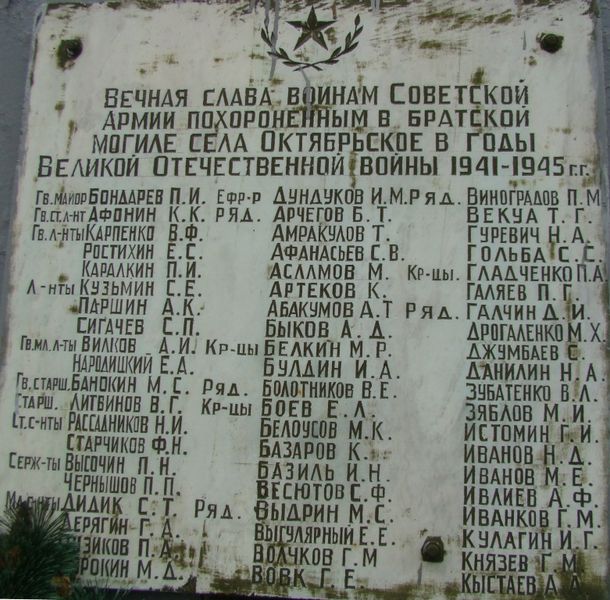 Вечная слава воинам Советской
Армии похороненным в братской
могиле села Октябрьское в годы
Великой Отечественной войны 1941-1945 г.г.
Гв.майор Бондарев П.И.
Гв.ст.л-нт Афонин К.К.
Гв.л-нты Карпенко В.Ф.
Ростихин Е.С.
Каралкин П.И.
Л-нты Кузьмин С.Е.
Паршин А.К.
Сигачев С.П.
Гв.мл.л-ты Вилков А.И.
Народицкий Е.А.
Гв.старш. Банокин М.С.
Старш. Литвинов В.Г.
Ст.с-нты Рассадников Н.И.
Старчиков Ф.Н.
Серж-ты Высочин П.Н.
Чернышов П.П.
Дидик С.Т.
Дерягин Г.А.
П.А.
М.Д.
Ефр-р Дундуков И.М.
ряд. Арчегов Б.Т.
Амракулов Т.
Афанасьев С.В.
Асламов М.
Артеков К.
Абакумов А.Т
Быков А.Д.
Кр-цы Белкин М.Р.
Булдин И.А.
Ряд. Болотников В.Е.
Кр-цы Боев Е.Л.
Белоусов М.К.
Базаров К.
Базиль И.Н.
Весютов С.Ф.
Ряд. Выдрин М.С.
Выгулярный Е.Е.
Волчков Г.М
Вовк Г.Е.
Ряд. Виноградов П.М
Векуа Т.Г.
Гуревич Н.А.
Гольба С.С.
Кр-цы. Гладченко П.А
Галяев П.Г.
Ряд. Галчин Д.И.
Дрогаленко М.Х
Джумбаев С.
Данилин Н.А.
Зубатенко В.Л.
Зяблов М.И.
Истомин Г.И.
Иванов Н.Д.
Иванов М.Е.
Ивлиев А.Ф.
Иванков Г.М.
Кулагин И.Г.
Князев Г.М.
Кыстаев А.А.